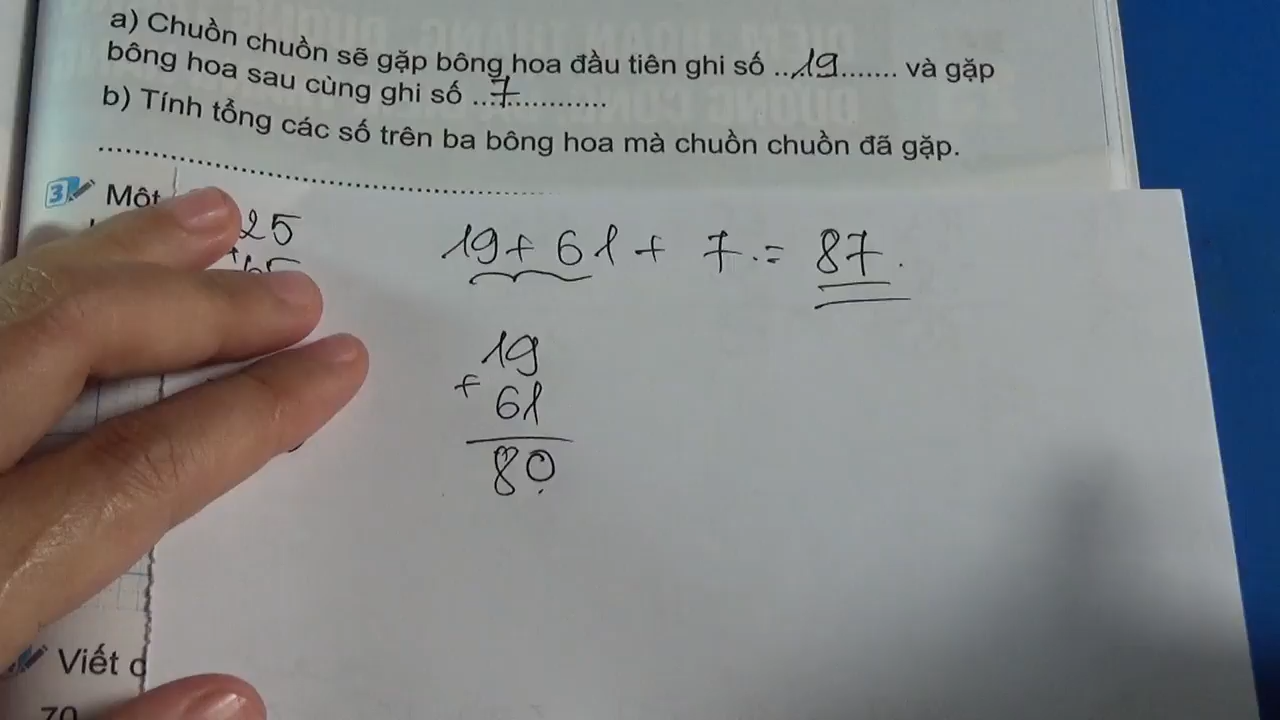 a) Chuồn chuồn sẽ gặp bông hoa đầu tiên ghi số ...19....... và gặp
bông hoa sau cùng ghi số ...7............
b) Tính tổng các số trên ba bông hoa mà chuồn chuồn đã gặp.
3 Một
25
+
19 + 61 + 7 = 87.
19
+
61
80
Viết
70